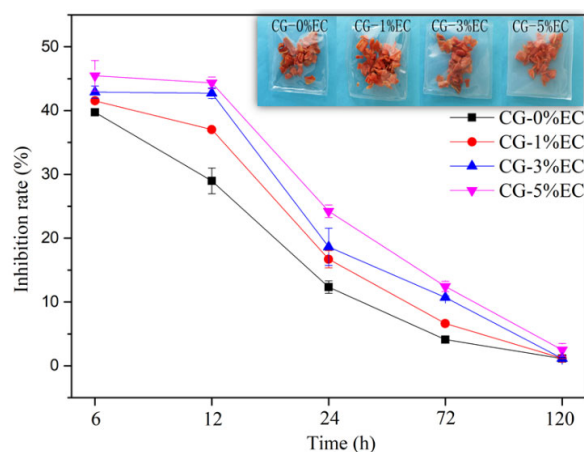 CG-0%EC CG-1%EC CG-3%EC CG-5%EC
50
40
30
20
10
0
Inhibition rate (%)
CG-0%EC
CG-1%EC
CG-3%EC
CG-5%EC
6 12 24 72 120
Time (h)